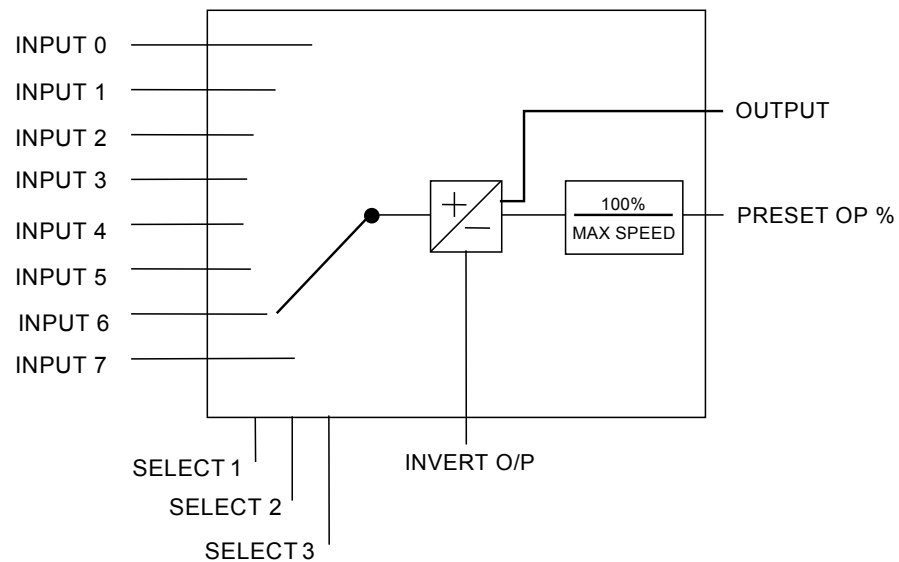 INPUT 0
INPUT 1
INPUT 2
INPUT 3
INPUT 4
INPUT 5
INPUT 6
INPUT 7
OUTPUT
100%
MAX SPEED
PRESET OP %
SELECT 1
SELECT 2
SELECT 3
INVERT O/P